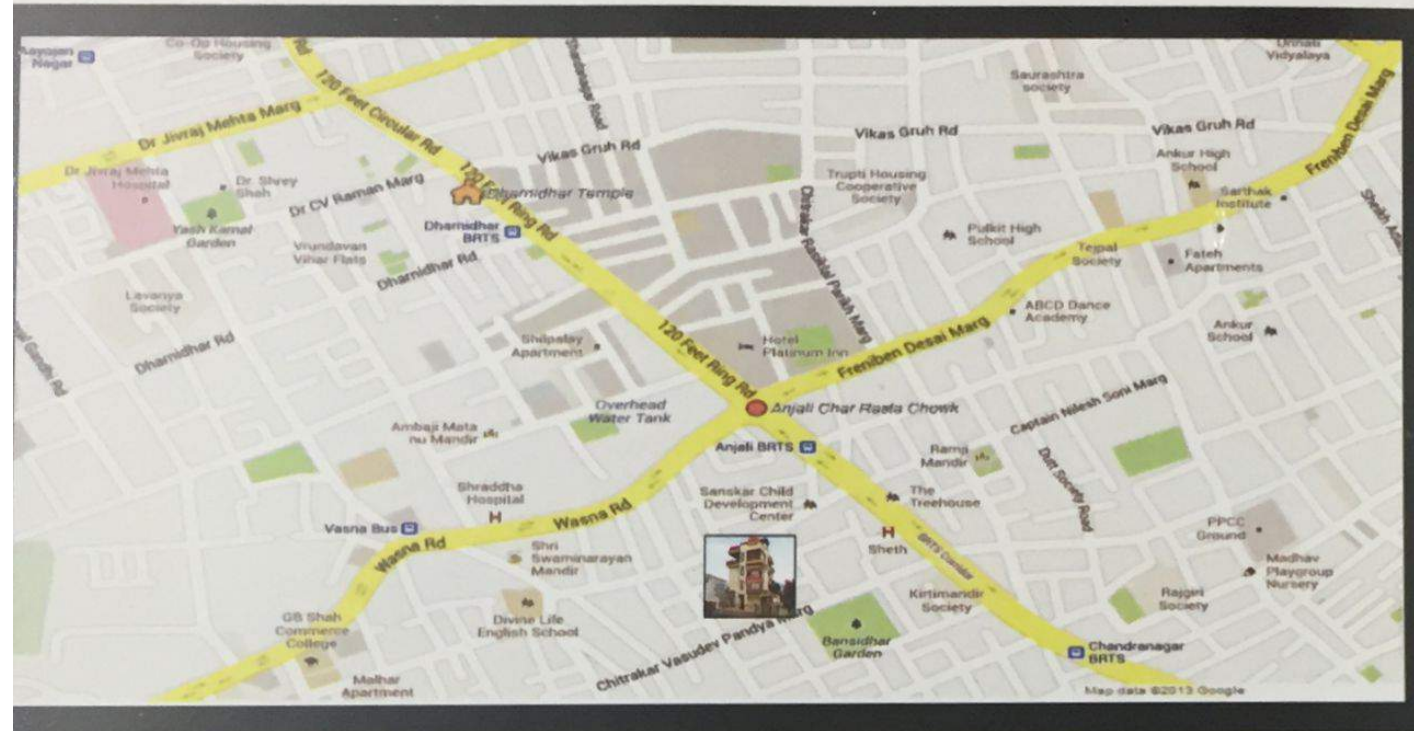 Nagar
Co-Op Housing
Society
120 Feet Circular Rd
Unnati
Vidyalaya
Saurashtra
society
Dr Jivraj Mehta Marg
Vikas Gruh Rd
Vikas Gruh Rd
Vikas Gruh Rd
Freniben Desai Marg
Ankur High
School
Dr Jivraj Mehta
Hospital
Dr. Shrey
Shah
Dr CV Raman Marg
120 Feet Ring Rd
Dharnidhar Temple
Trupti Housing
Cooperative
Society
Chitrakar Rasiklal Parikh Marg
Sarthak
Institute
Yash Kamal
Garden
Dharnidhar
BRTS
Pulkit High
School
Vrundavan
Vihar Flats
Dharnidhar Rd
Tejpal
Society
Fateh
Apartments
Lavanya
Society
ABCD Dance
Academy
Dharnidhar Rd
Shilpalay
Apartment
120 Feet Ring Rd
Hotel
Platinum Inn
Freniben Desai Marg
Ankur
School
Overhead
Water Tank
Anjali Char Rasta Chowk
Captain Nilesh Soni Marg
Ambaji Mata
nu Mandir
Anjali BRTS
Ramji
Mandir
Dutt Society Road
Shraddha
Hospital
H
Sanskar Child
Development
Center
The
Treehouse
Vasna Bus
Wasna Rd
Wasna Rd
H
Sheth
BRTS Corridor
PPCC
Ground
Shri
Swaminarayan
Mandir
Madhav
Playgroup
Nursery
Kirtimandir
Society
Rajgiri
Society
GB Shah
Commerce
College
Divine Life
English School
Chitrakar Vasudev Pandya Marg
Bansidhar
Garden
Chandranagar
BRTS
Malhar
Apartment
Map data ©2013 Google